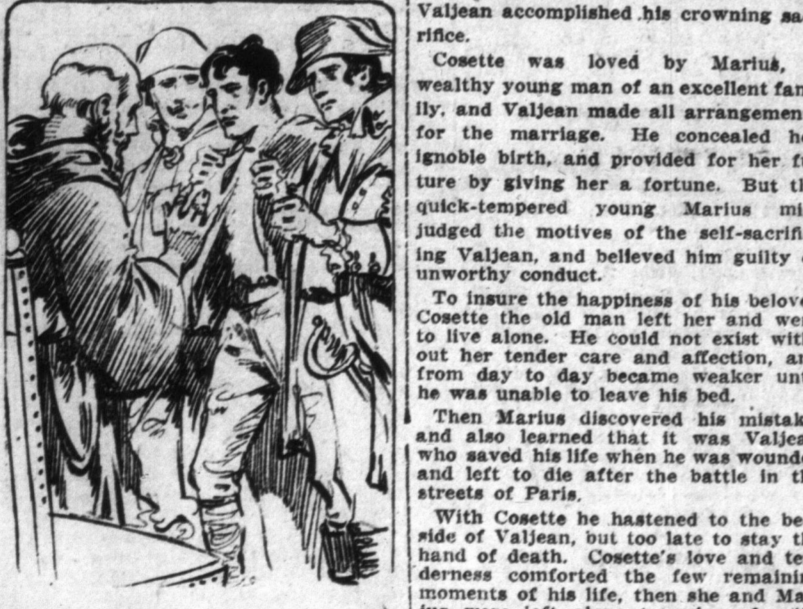 Valjean accomplished his crowning sa
rifice.
Cosette was loved by Marius,
wealthy young man of an excellent fam
ily, and Valjean made all arrangemen
for the marriage. He concealed he
ignoble birth, and provided for her fu
ture by giving her a fortune. But th
quick-tempered young Marius mis
judged the motives of the self-sacrific
ing Valjean, and believed him guilty
unworthy conduct.
To insure the happiness of his belove
Cosette the old man left her and wen
to live alone. He could not exist with
out her tender care and affection, an
from day to day became weaker unt
he was unable to leave his bed.
Then Marius discovered his mistak
and also learned that it was Valjea
who saved his life when he was wounde
and left to die after the battle in th
streets of Paris.
With Cosette he hastened to the be
side of Valjean, but too late to stay th
hand of death. Cosette's love and te
derness comforted the few remainin
moments of his life, then she and Ma